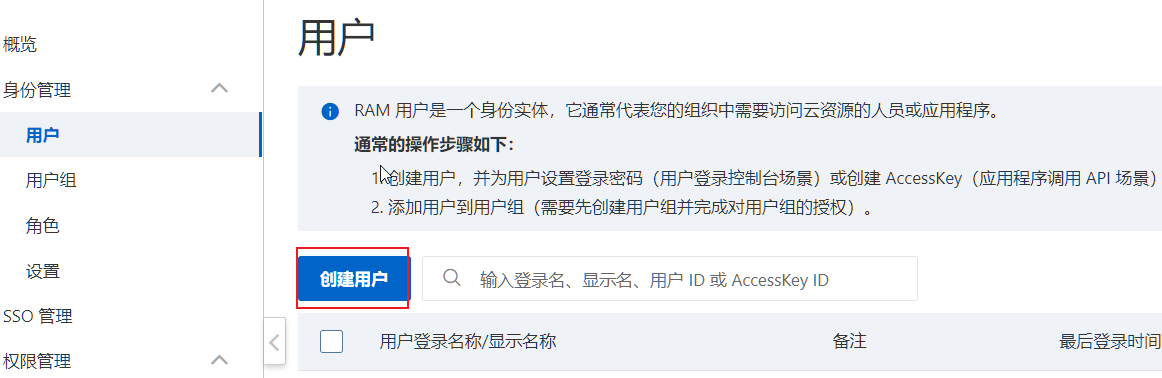 用户
概览
身份管理
用户
用户组
角色
设置
SSO 管理
权限管理
RAM 用户是一个身份实体，它通常代表您的组织中需要访问云资源的人员或应用程序。
通常的操作步骤如下：
1. 创建用户，并为用户设置登录密码（用户登录控制台场景）或创建 AccessKey（应用程序调用 API 场景）
2. 添加用户到用户组（需要先创建用户组并完成对用户组的授权）。
创建用户
输入登录名、显示名、用户 ID 或 AccessKey ID
用户登录名称/显示名称 备注 最后登录时间